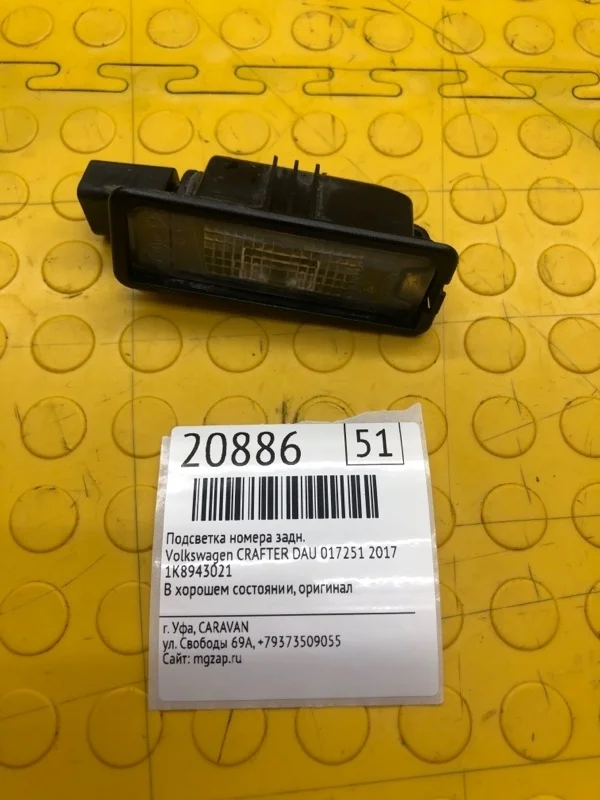 20886 51
Подсветка номера задн.
Volkswagen CRAFTER DAU 017251 2017
1K8943021
В хорошем состоянии, оригинал
г. Уфа, CARAVAN
ул. Свободы 69А, +79373509055
Сайт: mgzap.ru